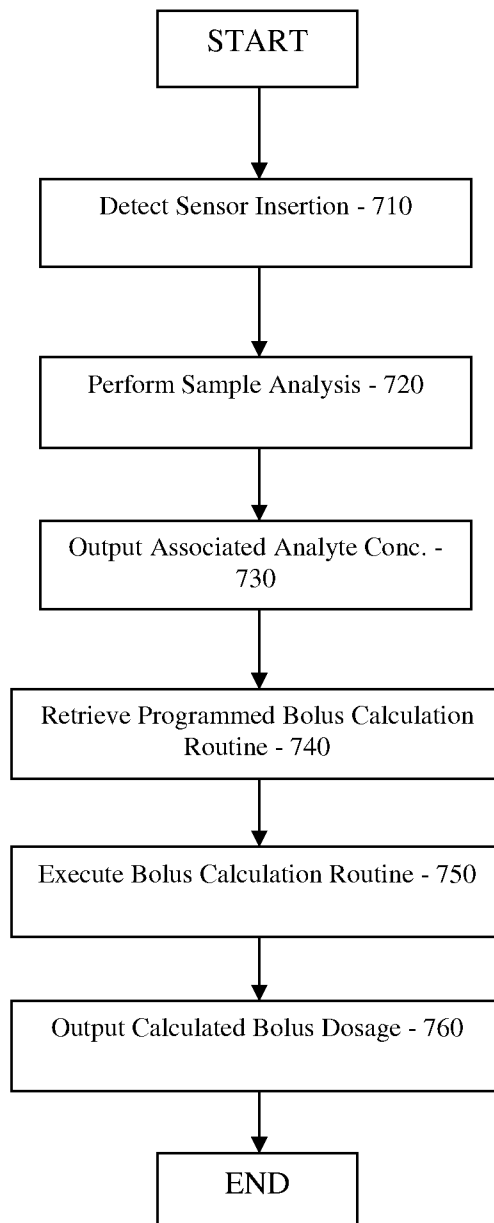 START
Detect Sensor Insertion - 710
Perform Sample Analysis - 720
Output Associated Analyte Conc. -
730
Retrieve Programmed Bolus Calculation
Routine - 740
Execute Bolus Calculation Routine - 750
Output Calculated Bolus Dosage - 760
END